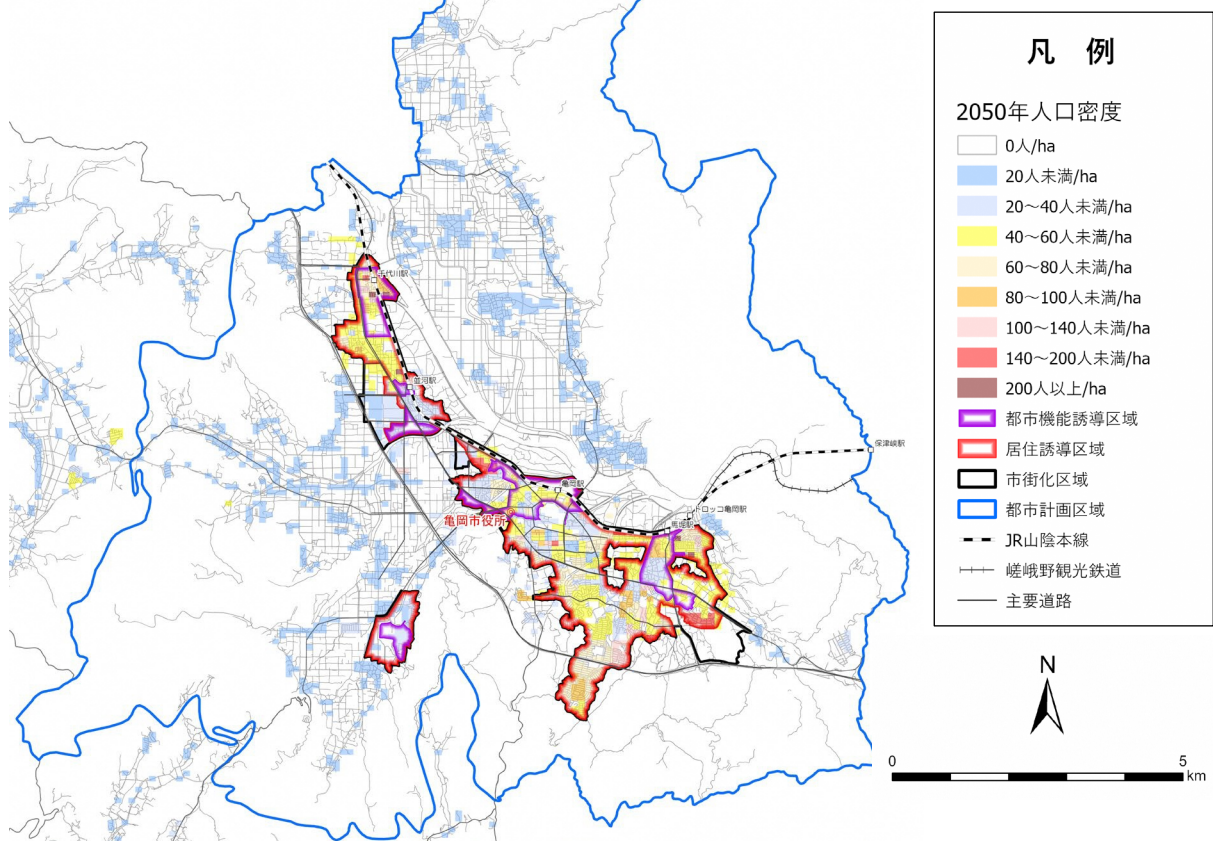 凡 例
2050年人口密度
0人/ha
20人未満/ha
20～40人未満/ha
40～60人未満/ha
60～80人未満/ha
80～100人未満/ha
100～140人未満/ha
140～200人未満/ha
200人以上/ha
都市機能誘導区域
居住誘導区域
市街化区域
都市計画区域
JR山陰本線
嵯峨野観光鉄道
主要道路
千代川駅
並河駅
保津峡駅
亀岡駅
トロッコ亀岡駅
亀岡市役所
馬堀駅
N
0 5
km